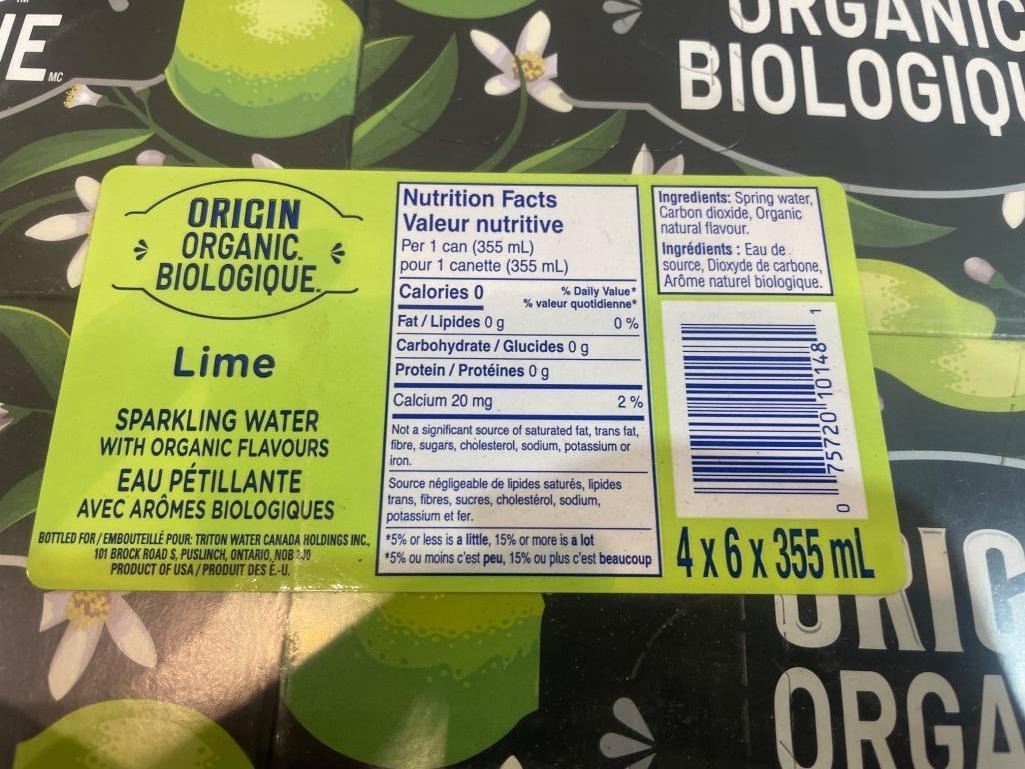 MC
BIOLOGIQU
ORIGIN
ORGANIC™
BIOLOGIQUE™
Lime
SPARKLING WATER
WITH ORGANIC FLAVOURS
EAU PÉTILLANTE
AVEC ARÔMES BIOLOGIQUES
BOTTLED FOR / EMBOUTEILLÉ POUR: TRITON WATER CANADA HOLDINGS INC.,
101 BROCK ROAD S, PUSLINCH, ONTARIO, N0B 2J0
PRODUCT OF USA / PRODUIT DES É.-U.
Nutrition Facts
Valeur nutritive
Per 1 can (355 mL)
pour 1 canette (355 mL)
Calories 0
% Daily Value*
% valeur quotidienne*
Fat / Lipides 0 g 0 %
Carbohydrate / Glucides 0 g
Protein / Protéines 0 g
Calcium 20 mg 2 %
Not a significant source of saturated fat, trans fat,
fibre, sugars, cholesterol, sodium, potassium or
iron.
Source négligeable de lipides saturés, lipides
trans, fibres, sucres, cholestérol, sodium,
potassium et fer.
*5% or less is a little, 15% or more is a lot
*5% ou moins c'est peu, 15% ou plus c'est beaucoup
Ingredients: Spring water,
Carbon dioxide, Organic
natural flavour.
Ingrédients : Eau de
source, Dioxyde de carbone,
Arôme naturel biologique.
0 75720 10148 1
4 x 6 x 355 mL
ORIG
ORGA